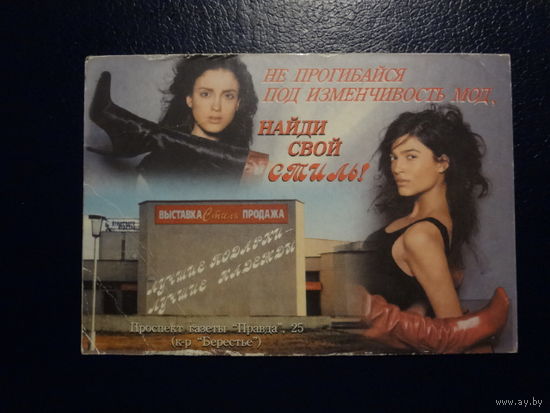 НЕ ПРОГИБАЙСЯ
ПОД ИЗМЕНЧИВОСТЬ МОД,
НАЙДИ
СВОЙ
СТИЛЬ!
ВЫСТАВКА Стиль ПРОДАЖА
ЛУЧШИЕ ПОДАРКИ –
ЛУЧШИЕ НАДЕЖДЫ
Проспект газеты "Правда", 25
(к-р "Берестье")
www.ay.by